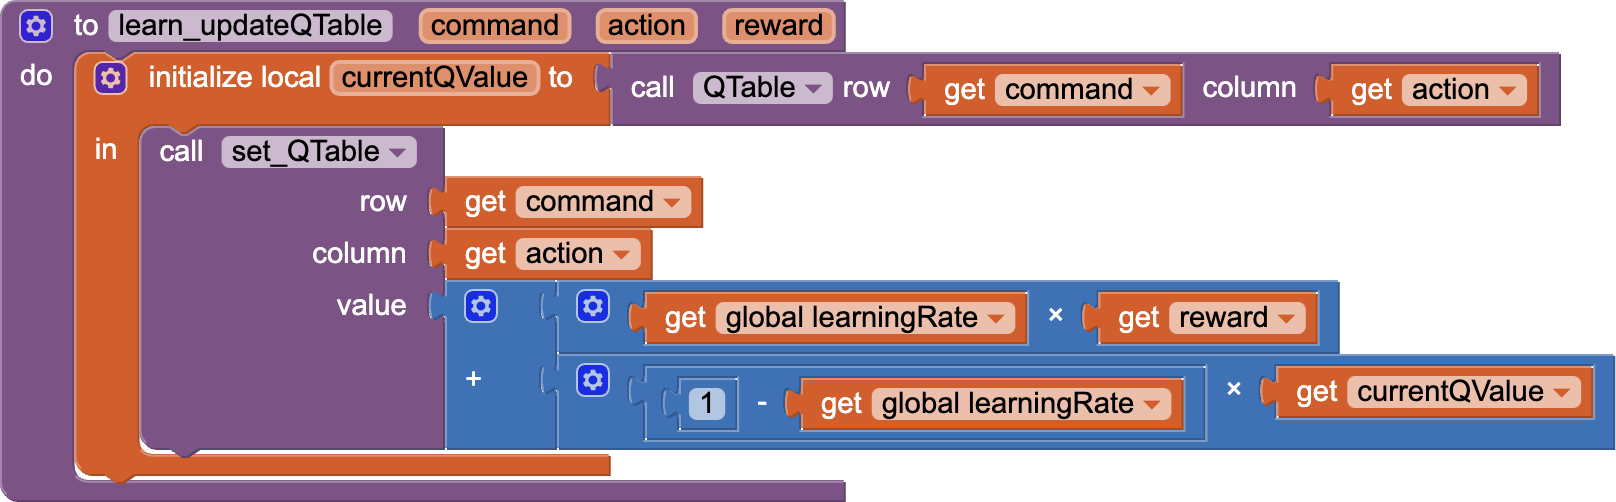 to learn_updateQTable command action reward
do initialize local currentQValue to call QTable row get command column get action
in call set_QTable
row get command
column get action
value get global learningRate × get reward
+ 1 - get global learningRate × get currentQValue